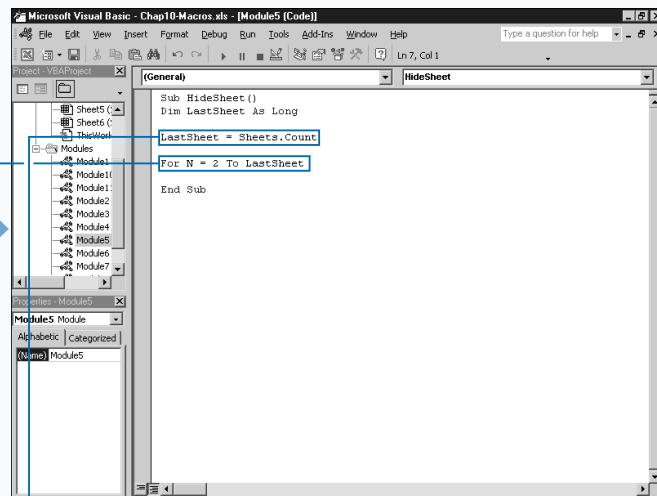 Microsoft Visual Basic - Chap10-Macros.xls - [Module5 (Code)]
File Edit View Insert Format Debug Run Tools Add-Ins Window Help
Type a question for help
Ln 7, Col 1
Project - VBAProject
(General)
HideSheet
Sheet5 (
Sheet6 (
Modules
Module1
Module2
Module3
Module4
Module5
Module6
Module7
Sub HideSheet()
Dim LastSheet As Long
LastSheet = Sheets.Count
For N = 2 To LastSheet
End Sub
Properties - Module5
Module5 Module
Alphabetic Categorized
(Name) Module5